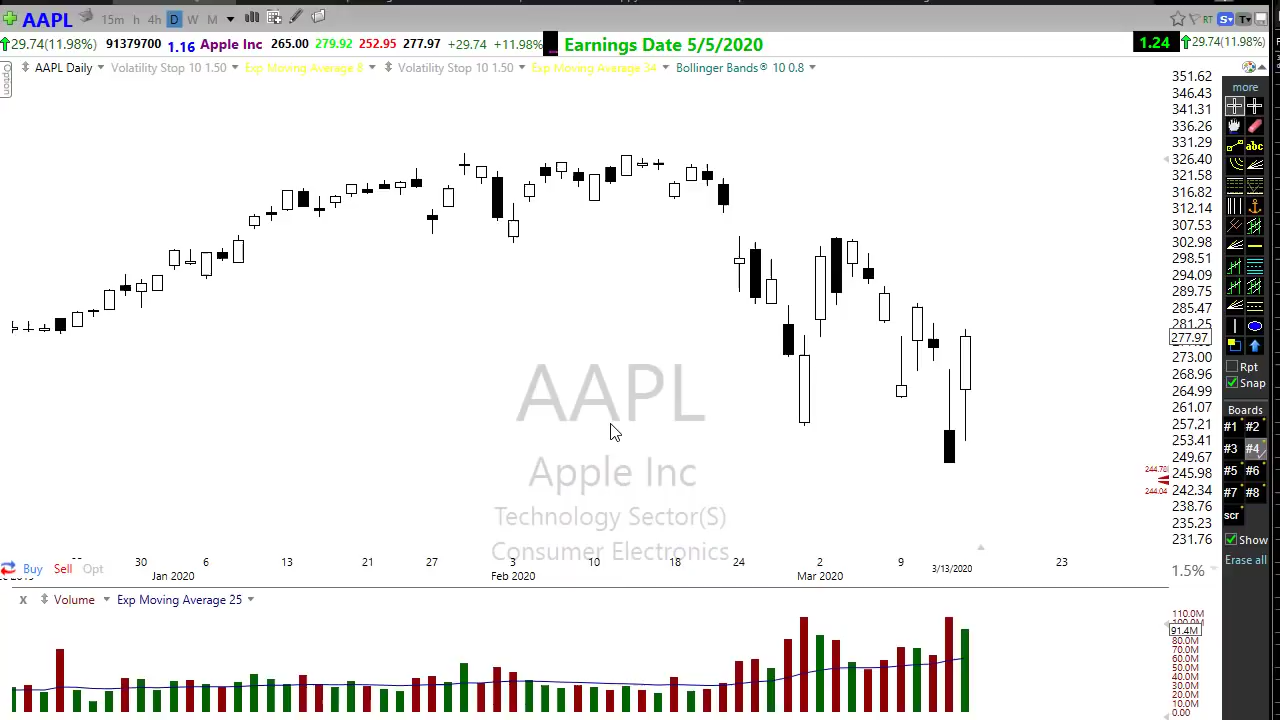 AAPL 15m h 4h D W M RT S T
29.74(11.98%) 91379700 1.16 Apple Inc 265.00 279.92 252.95 277.97 +29.74 +11.98% Earnings Date 5/5/2020 1.24 29.74(11.98%)
Option
AAPL Daily Volatility Stop 10 1.50 Exp Moving Average 8 Volatility Stop 10 1.50 Exp Moving Average 34 Bollinger Bands® 10 0.8
351.62
346.43
341.31
336.26
331.29
326.40
321.58
316.82
312.14
307.53
302.98
298.51
294.09
289.75
285.47
281.25
277.97
273.00
268.96
264.99
261.07
257.21
253.41
249.67
245.98
242.34
238.76
235.23
231.76
244.78
244.04
more
abc
Rpt
Snap
Boards
#1 #2
#3 #4
#5 #6
#7 #8
scr
Show
Erase all
AAPL
Apple Inc
Technology Sector(S)
Consumer Electronics
30 6 13 21 27 3 10 18 24 2 9 3/13/2020 23
Jan 2020 Feb 2020 Mar 2020
Buy Sell Opt
1.5%
x Volume Exp Moving Average 25
110.0M
100.0M
91.4M
80.0M
70.0M
60.0M
50.0M
40.0M
30.0M
20.0M
10.0M
0.00